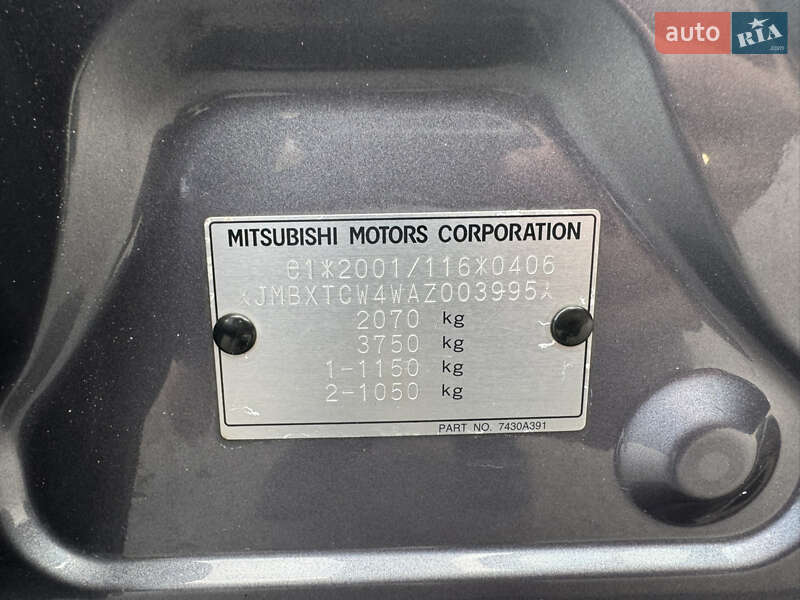 auto RIA.com
MITSUBISHI MOTORS CORPORATION
e1*2001/116*0406
JMBXTCW4WAZ003995
2070 kg
3750 kg
1-1150 kg
2-1050 kg
PART NO. 7430A391